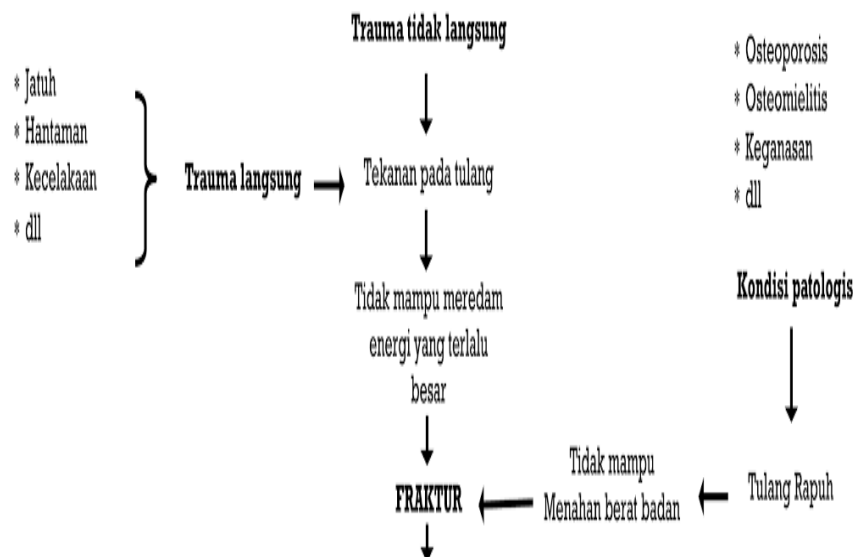 Trauma tidak langsung
* Jatuh
* Hantaman
* Kecelakaan
* dll
Trauma langsung
Tekanan pada tulang
Tidak mampu meredam
energi yang terlalu
besar
FRAKTUR
* Osteoporosis
* Osteomielitis
* Keganasan
* dll
Kondisi patologis
Tulang Rapuh
Tidak mampu
Menahan berat badan